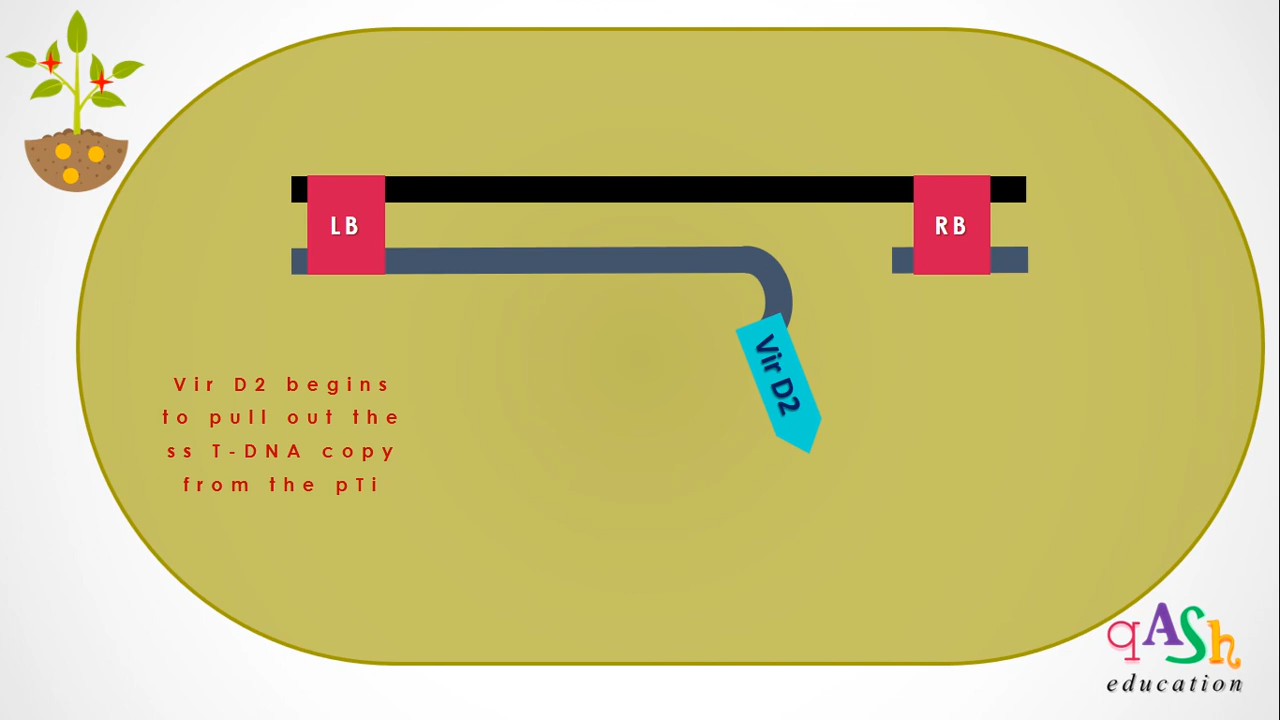 LB
RB
Vir D2
Vir D2 begins
to pull out the
ss T-DNA copy
from the pTi
qASh
education